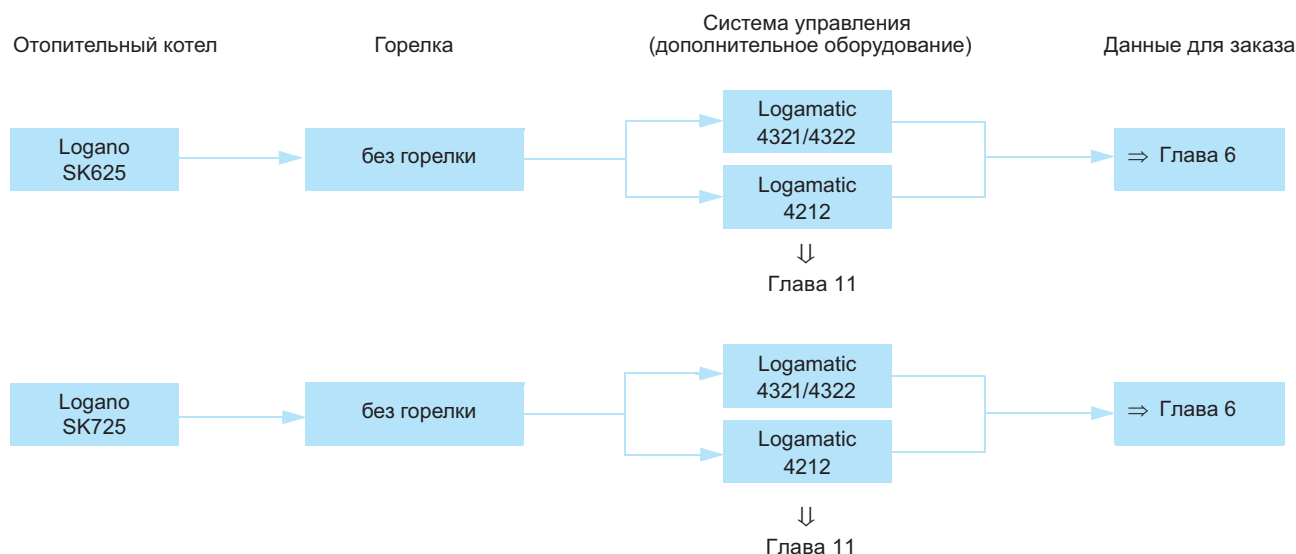 Отопительный котел
Горелка
Система управления
(дополнительное оборудование)
Данные для заказа
Logano
SK625
без горелки
Logamatic
4321/4322
Logamatic
4212
⇒ Глава 6
⇓
Глава 11
Logano
SK725
без горелки
Logamatic
4321/4322
Logamatic
4212
⇒ Глава 6
⇓
Глава 11